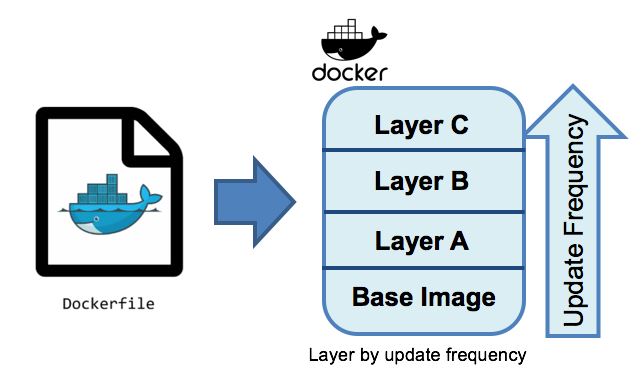 docker
Layer C
Layer B
Layer A
Base Image
Update Frequency
Dockerfile
Layer by update frequency